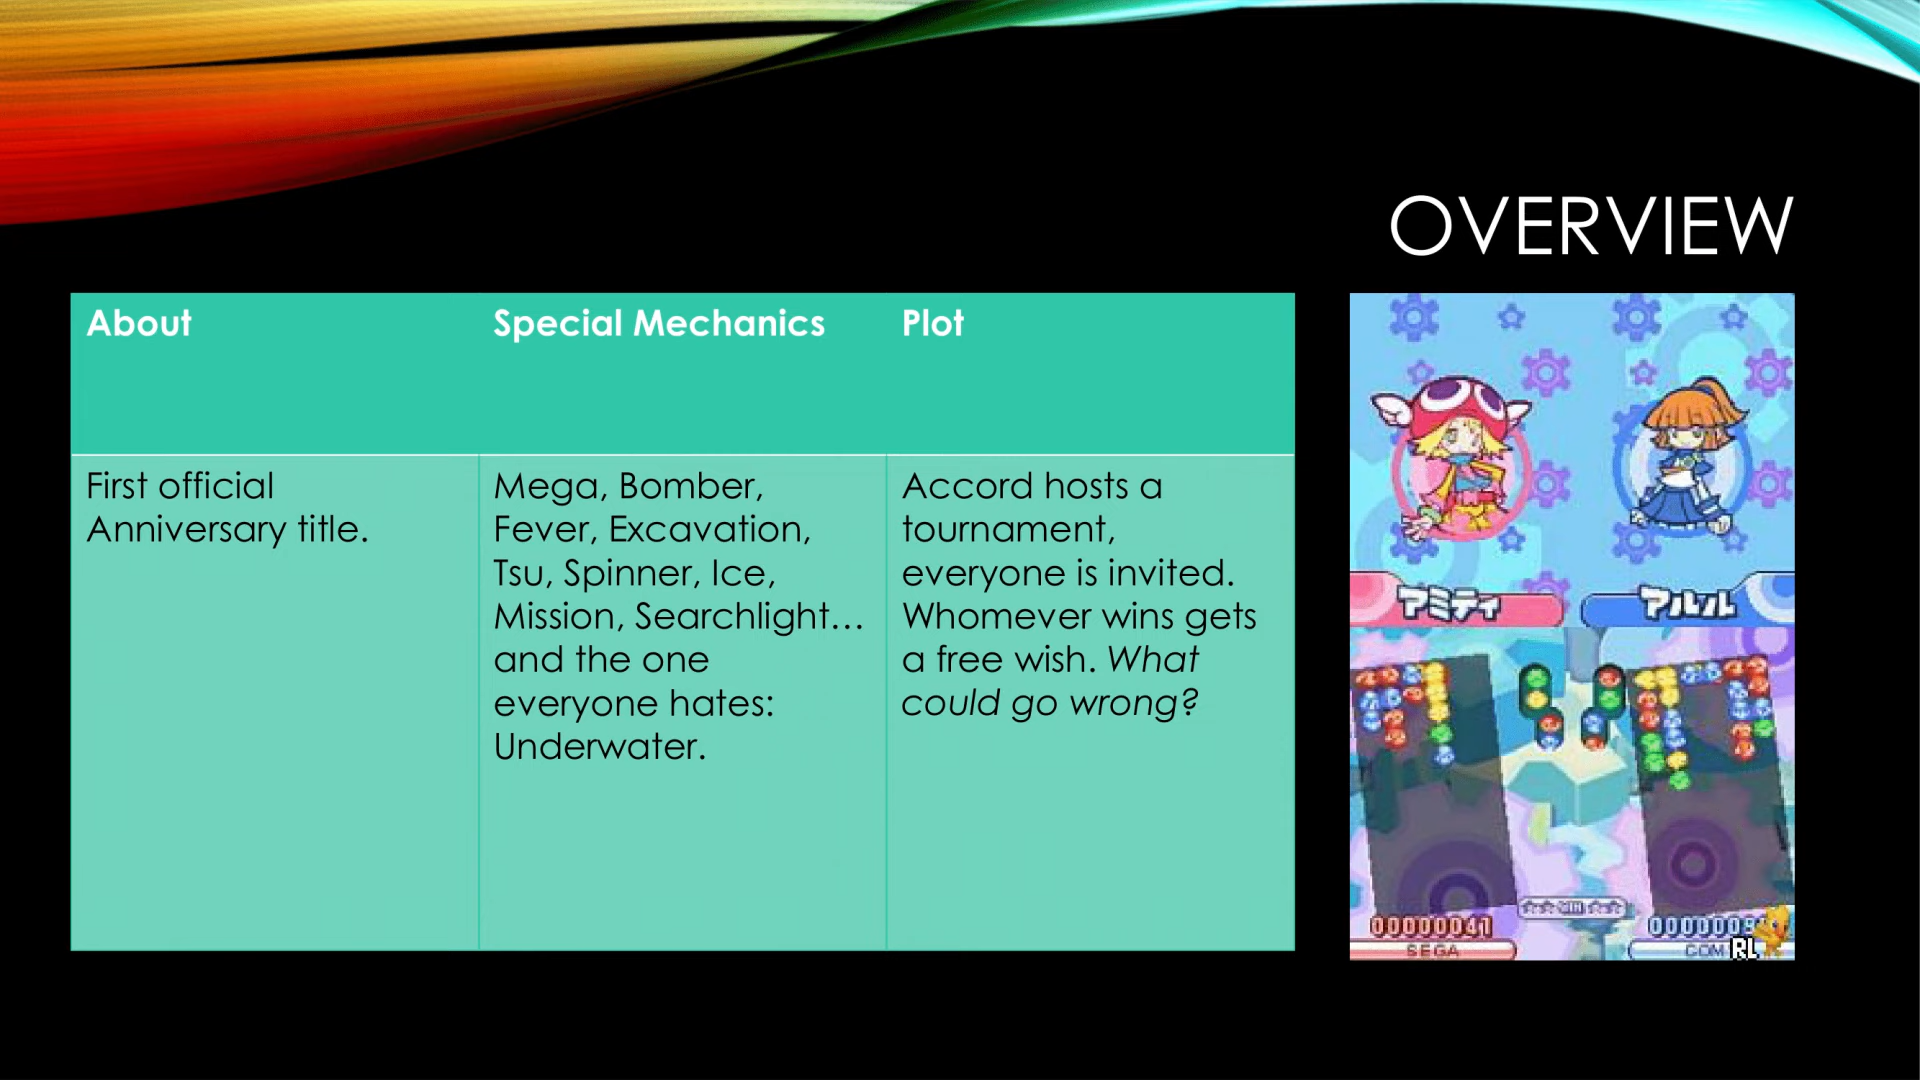 OVERVIEW
About
Special Mechanics
Plot
First official
Anniversary title.
Mega, Bomber,
Fever, Excavation,
Tsu, Spinner, Ice,
Mission, Searchlight…
and the one
everyone hates:
Underwater.
Accord hosts a
tournament,
everyone is invited.
Whomever wins gets
a free wish. What
could go wrong?
アミティ
アルル
00000041
SEGA
COM
RL